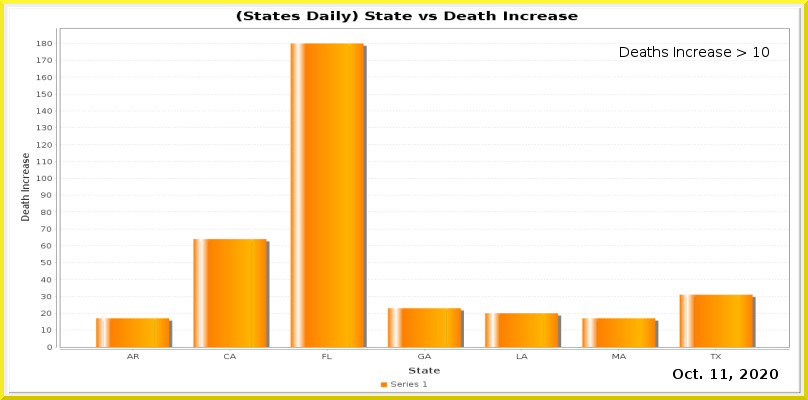 (States Daily) State vs Death Increase
Deaths Increase > 10
Death Increase
180
170
160
150
140
130
120
110
100
90
80
70
60
50
40
30
20
10
0
AR CA FL GA LA MA TX
State
Series 1
Oct. 11, 2020